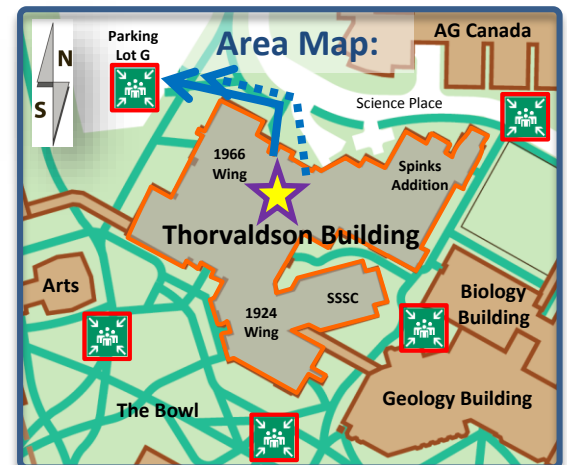 Area Map:
AG Canada
Parking
Lot G
N
S
Science Place
1966
Wing
Spinks
Addition
Thorvaldson Building
Arts
SSSC
1924
Wing
Biology
Building
The Bowl
Geology Building